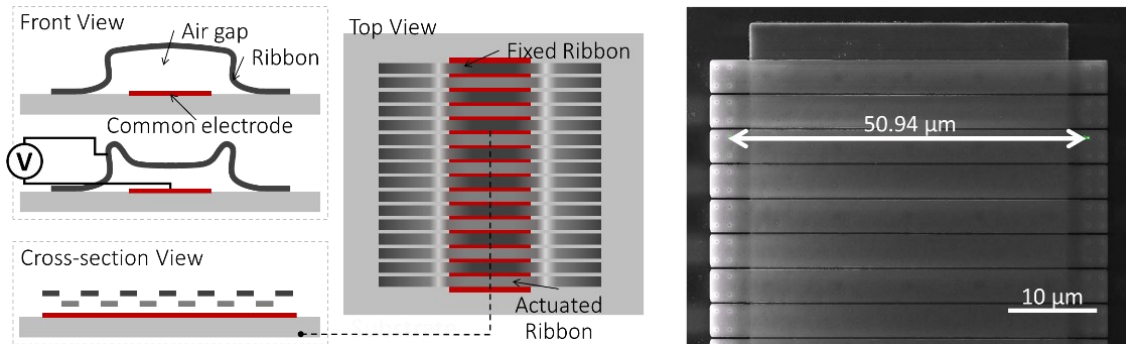 Front View
Air gap
Ribbon
Common electrode
V
Cross-section View
Top View
Fixed Ribbon
Actuated
Ribbon
50.94 µm
10 µm